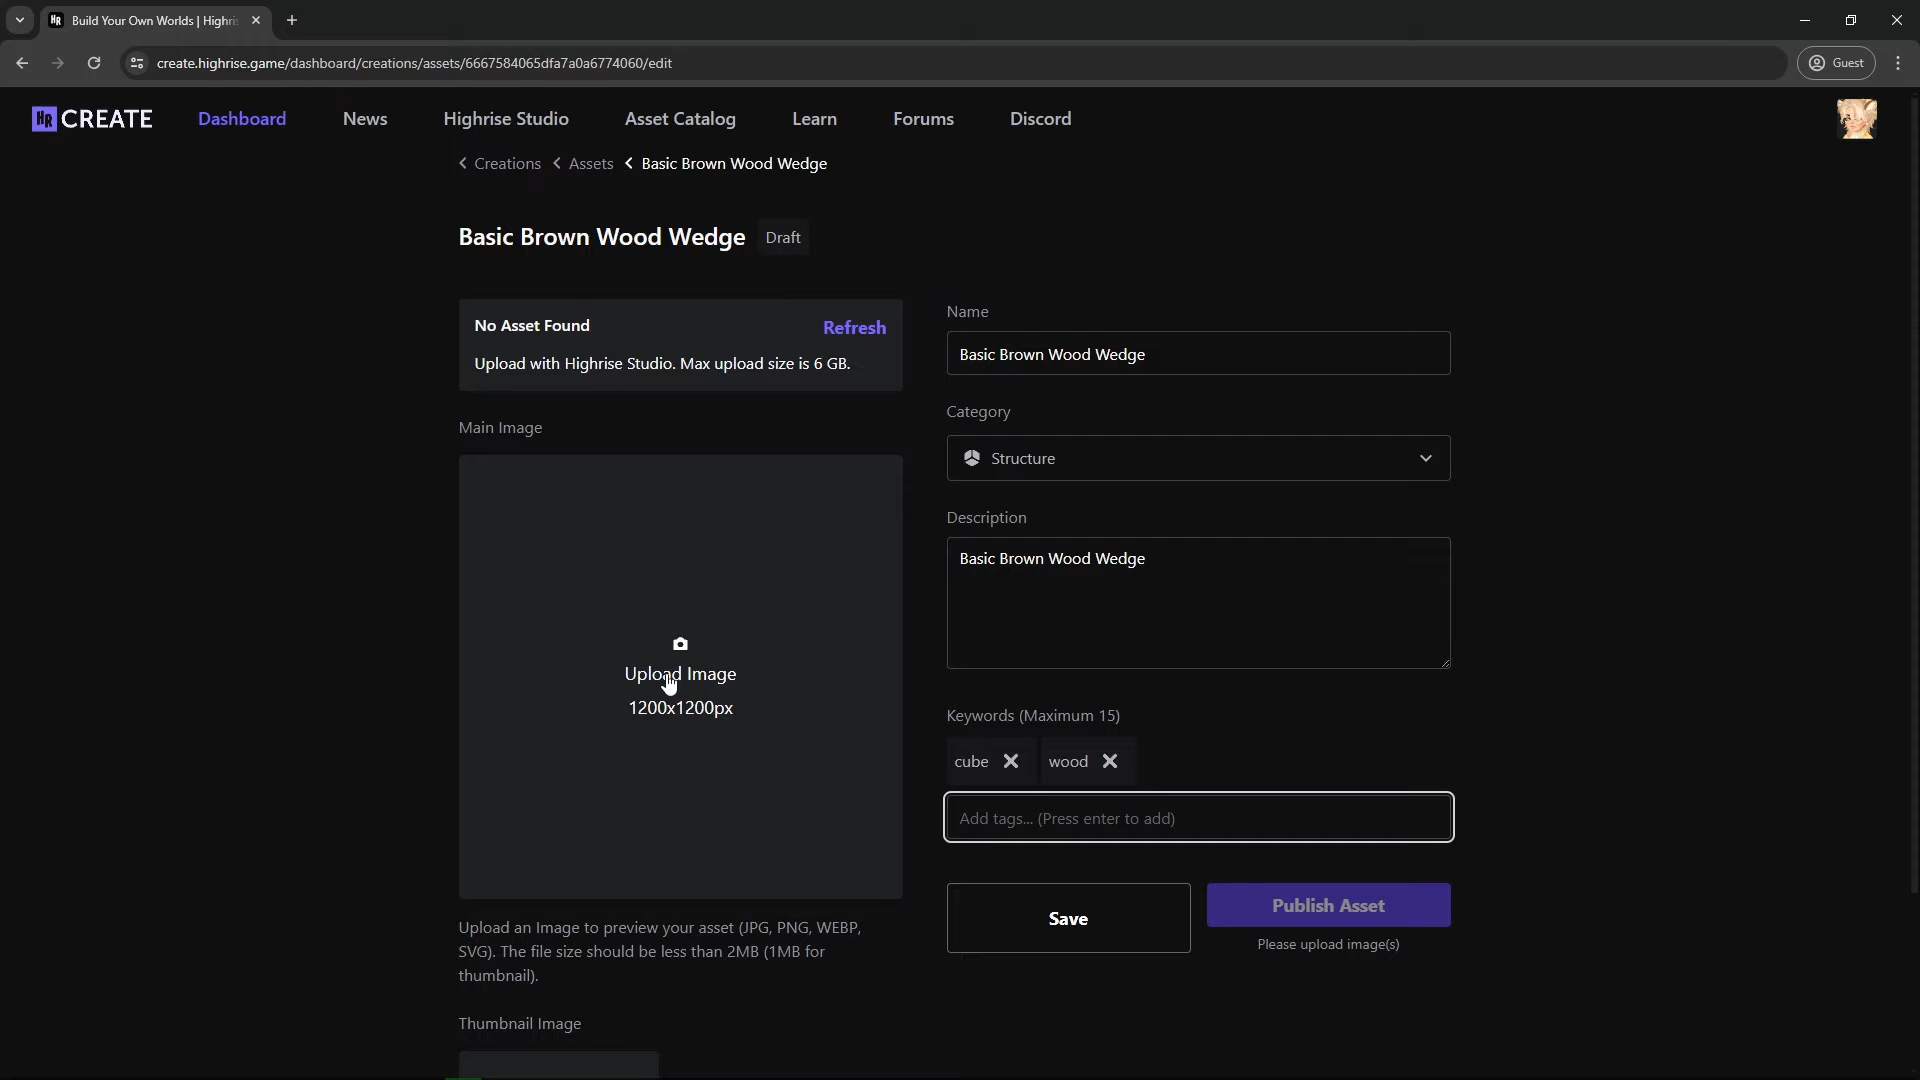 Build Your Own Worlds | Highri
create.highrise.game/dashboard/creations/assets/6667584065dfa7a0a6774060/edit
Guest
HR CREATE
Dashboard
News
Highrise Studio
Asset Catalog
Learn
Forums
Discord
Creations
Assets
Basic Brown Wood Wedge
Basic Brown Wood Wedge
Draft
No Asset Found
Refresh
Upload with Highrise Studio. Max upload size is 6 GB.
Main Image
Upload Image
1200x1200px
Upload an Image to preview your asset (JPG, PNG, WEBP,
SVG). The file size should be less than 2MB (1MB for
thumbnail).
Thumbnail Image
Name
Basic Brown Wood Wedge
Category
Structure
Description
Basic Brown Wood Wedge
Keywords (Maximum 15)
cube
wood
Add tags... (Press enter to add)
Save
Publish Asset
Please upload image(s)